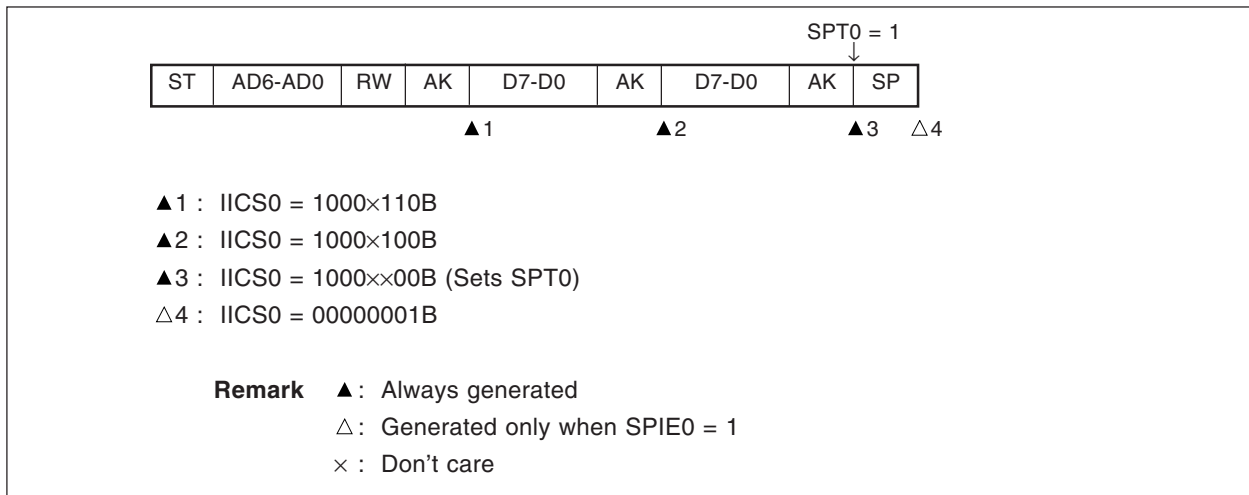 SPT0 = 1
↓
ST AD6-AD0 RW AK D7-D0 AK D7-D0 AK SP
▲1 ▲2 ▲3 △4
▲1 : IICS0 = 1000×110B
▲2 : IICS0 = 1000×100B
▲3 : IICS0 = 1000××00B (Sets SPT0)
△4 : IICS0 = 00000001B
Remark ▲ : Always generated
△ : Generated only when SPIE0 = 1
× : Don't care